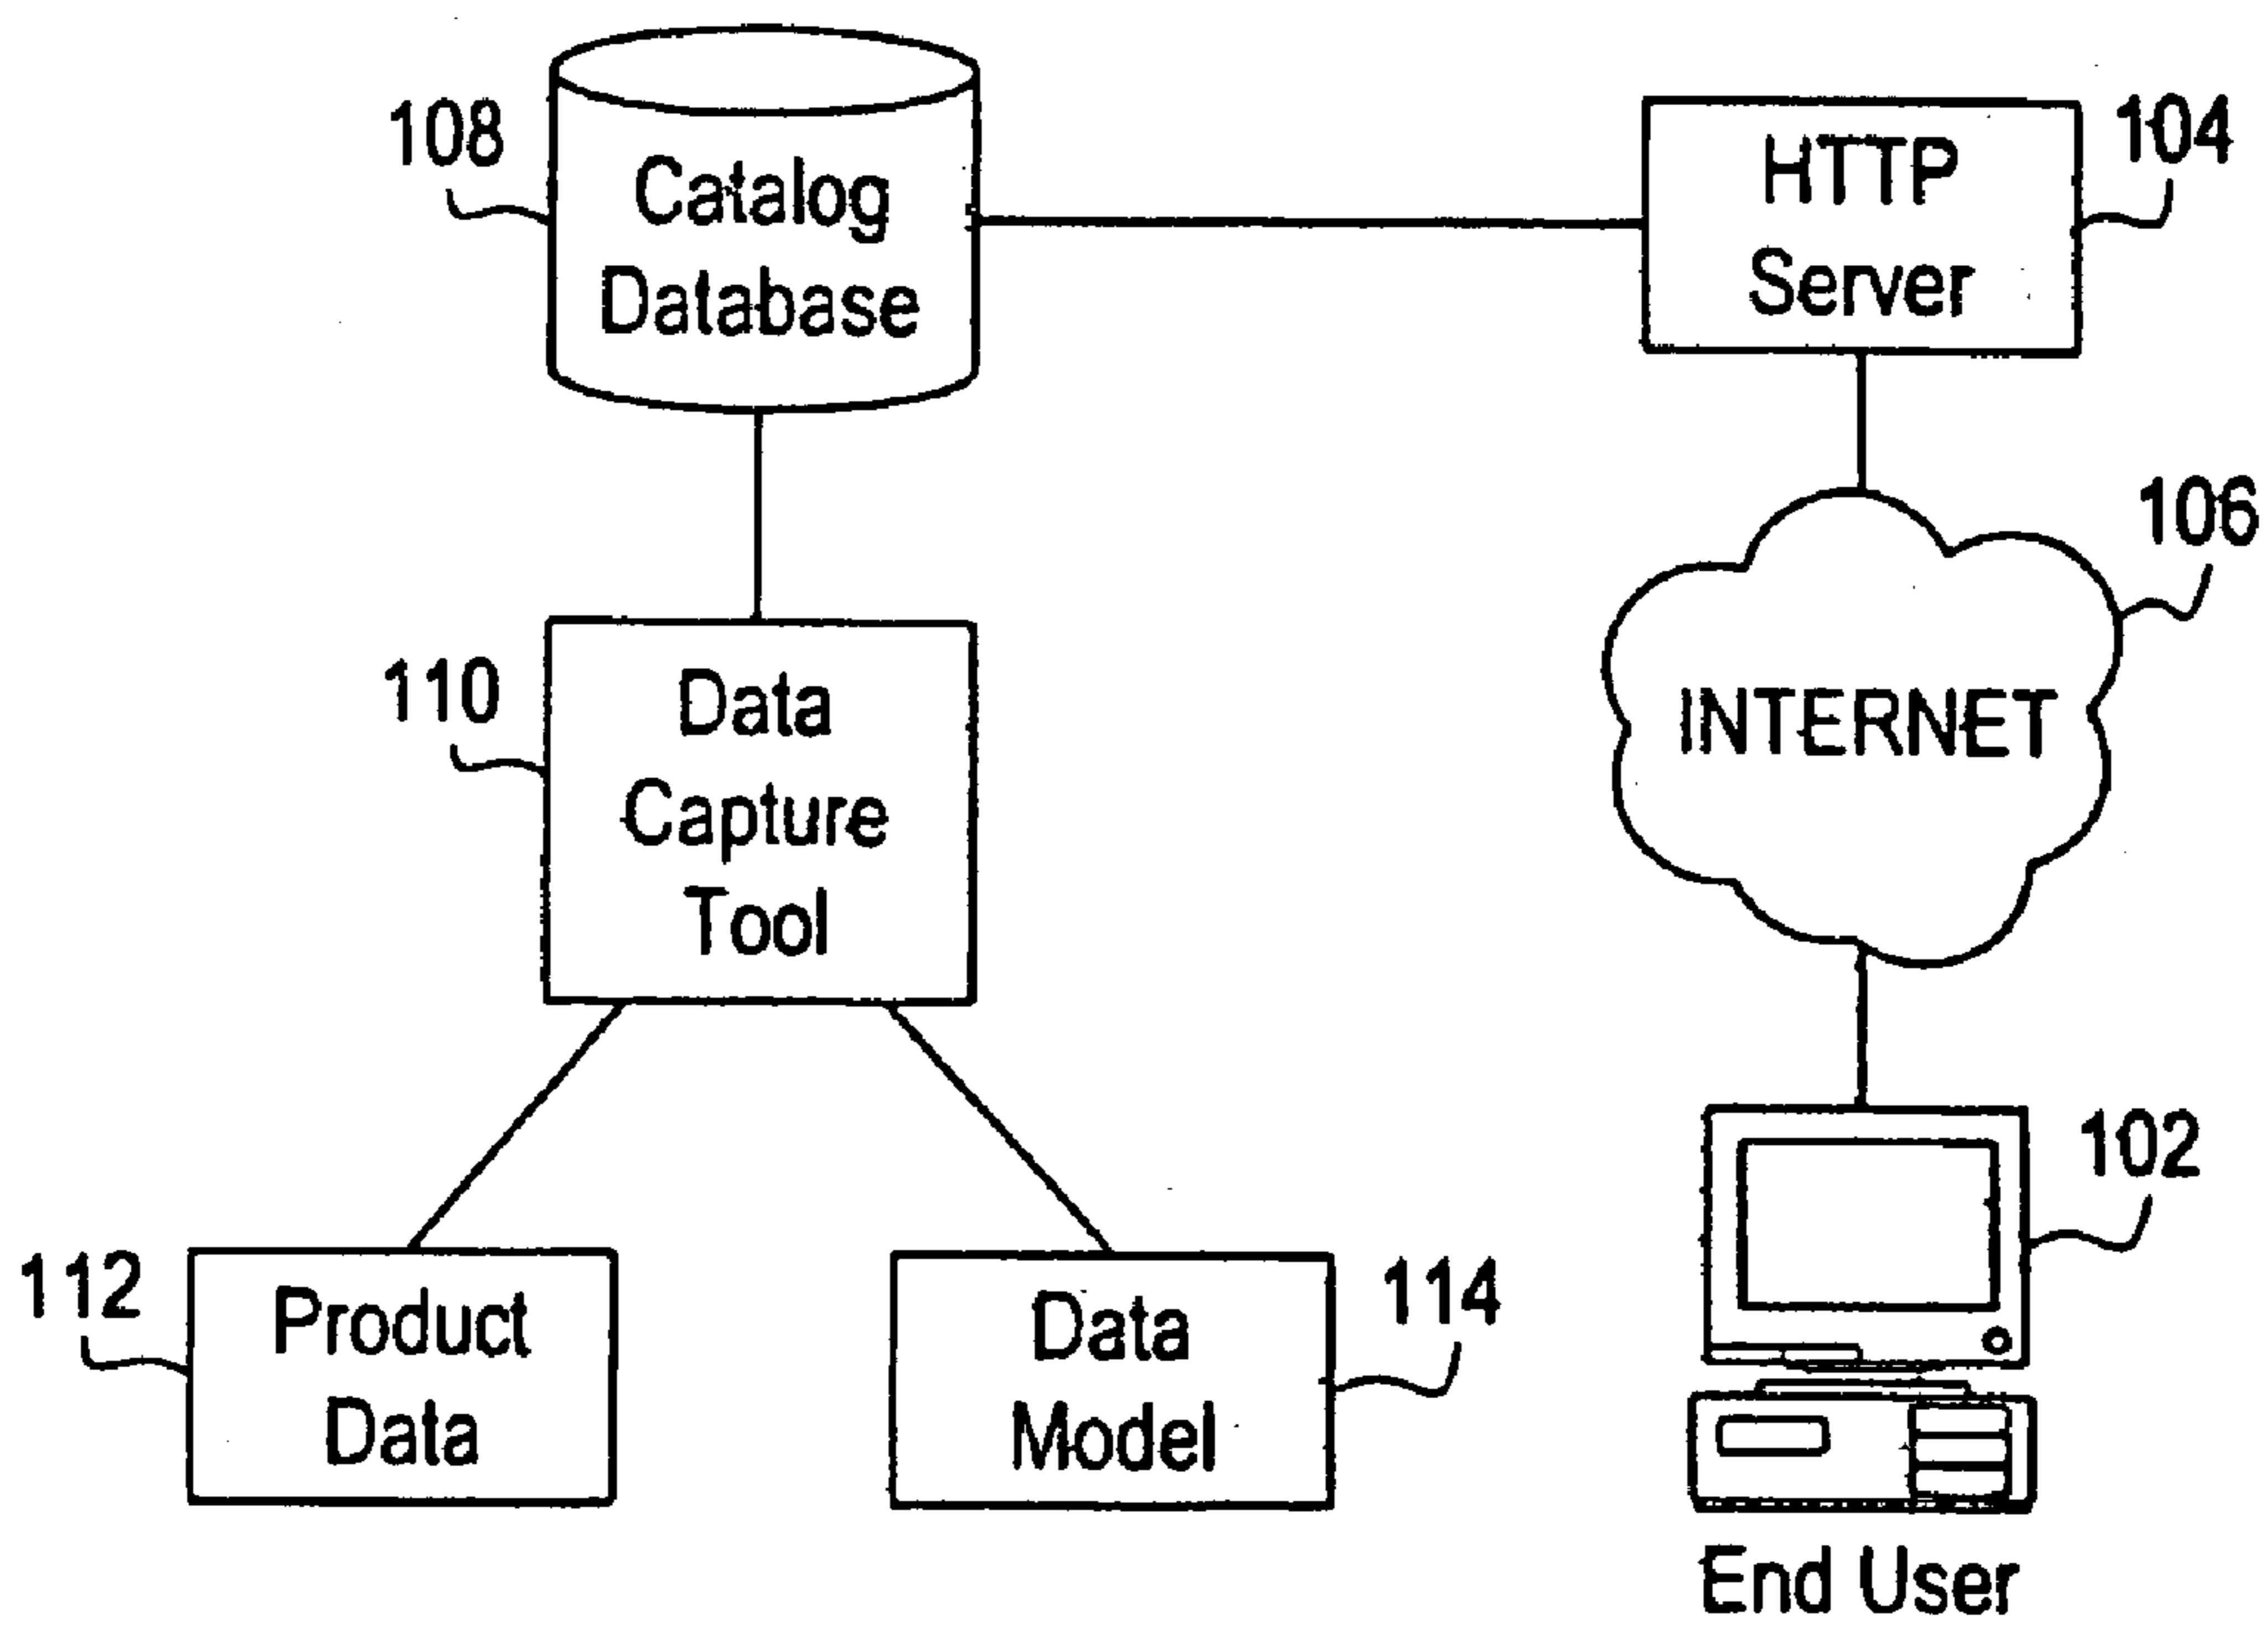 108
Catalog
Database
HTTP
Server
104
106
INTERNET
110
Data
Capture
Tool
102
112
Product
Data
Data
Model
114
End User